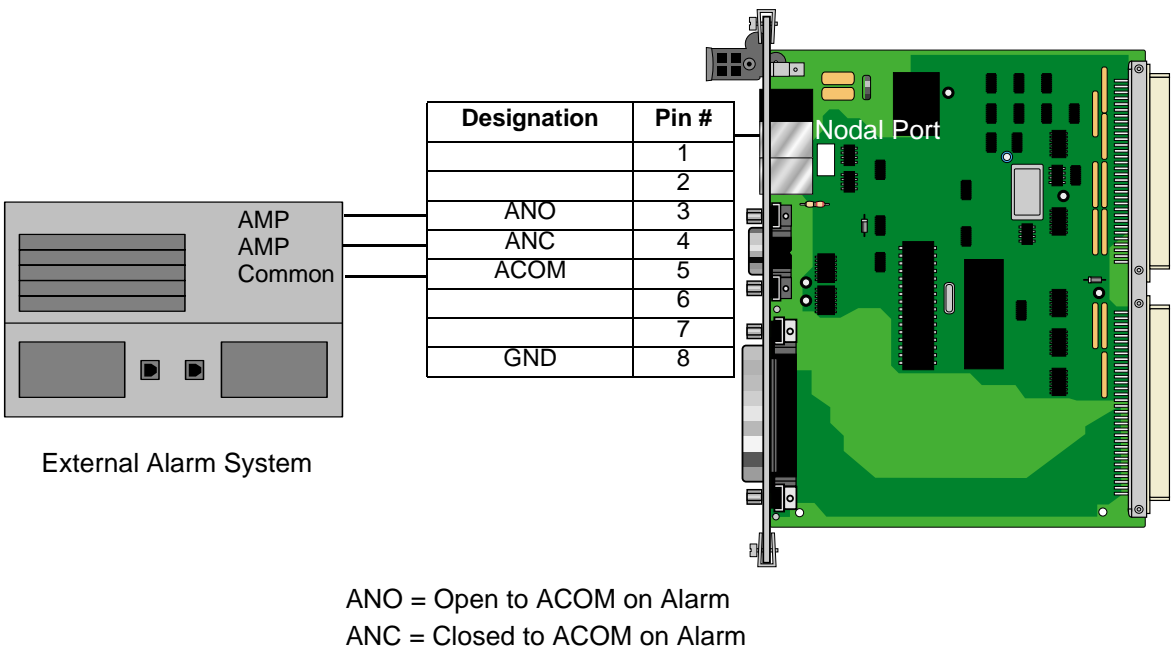 Designation Pin #
Nodal Port
1
2
AMP ANO 3
AMP ANC 4
Common ACOM 5
6
7
GND 8
External Alarm System
ANO = Open to ACOM on Alarm
ANC = Closed to ACOM on Alarm